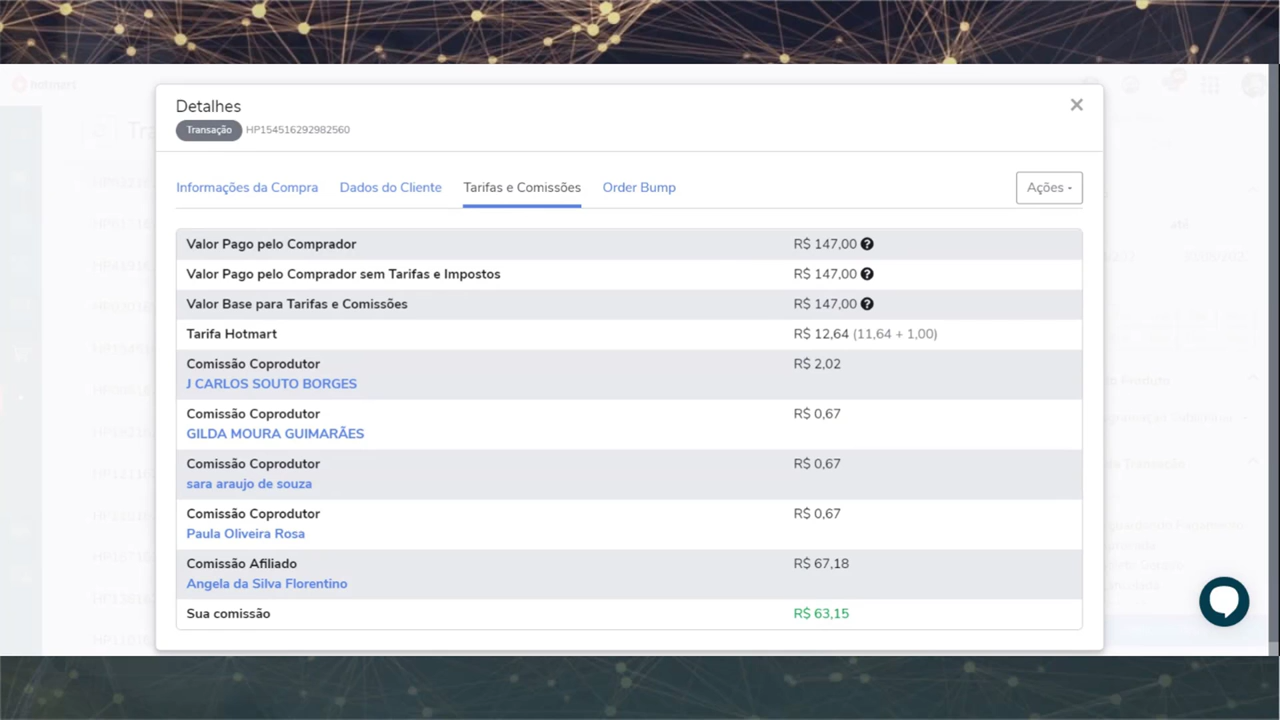 Detalhes
Transação HP154516292982560
Informações da Compra Dados do Cliente Tarifas e Comissões Order Bump Ações
Valor Pago pelo Comprador R$ 147,00
Valor Pago pelo Comprador sem Tarifas e Impostos R$ 147,00
Valor Base para Tarifas e Comissões R$ 147,00
Tarifa Hotmart R$ 12,64 (11,64 + 1,00)
Comissão Coprodutor R$ 2,02
J CARLOS SOUTO BORGES
Comissão Coprodutor R$ 0,67
GILDA MOURA GUIMARÃES
Comissão Coprodutor R$ 0,67
sara araujo de souza
Comissão Coprodutor R$ 0,67
Paula Oliveira Rosa
Comissão Afiliado R$ 67,18
Angela da Silva Florentino
Sua comissão R$ 63,15